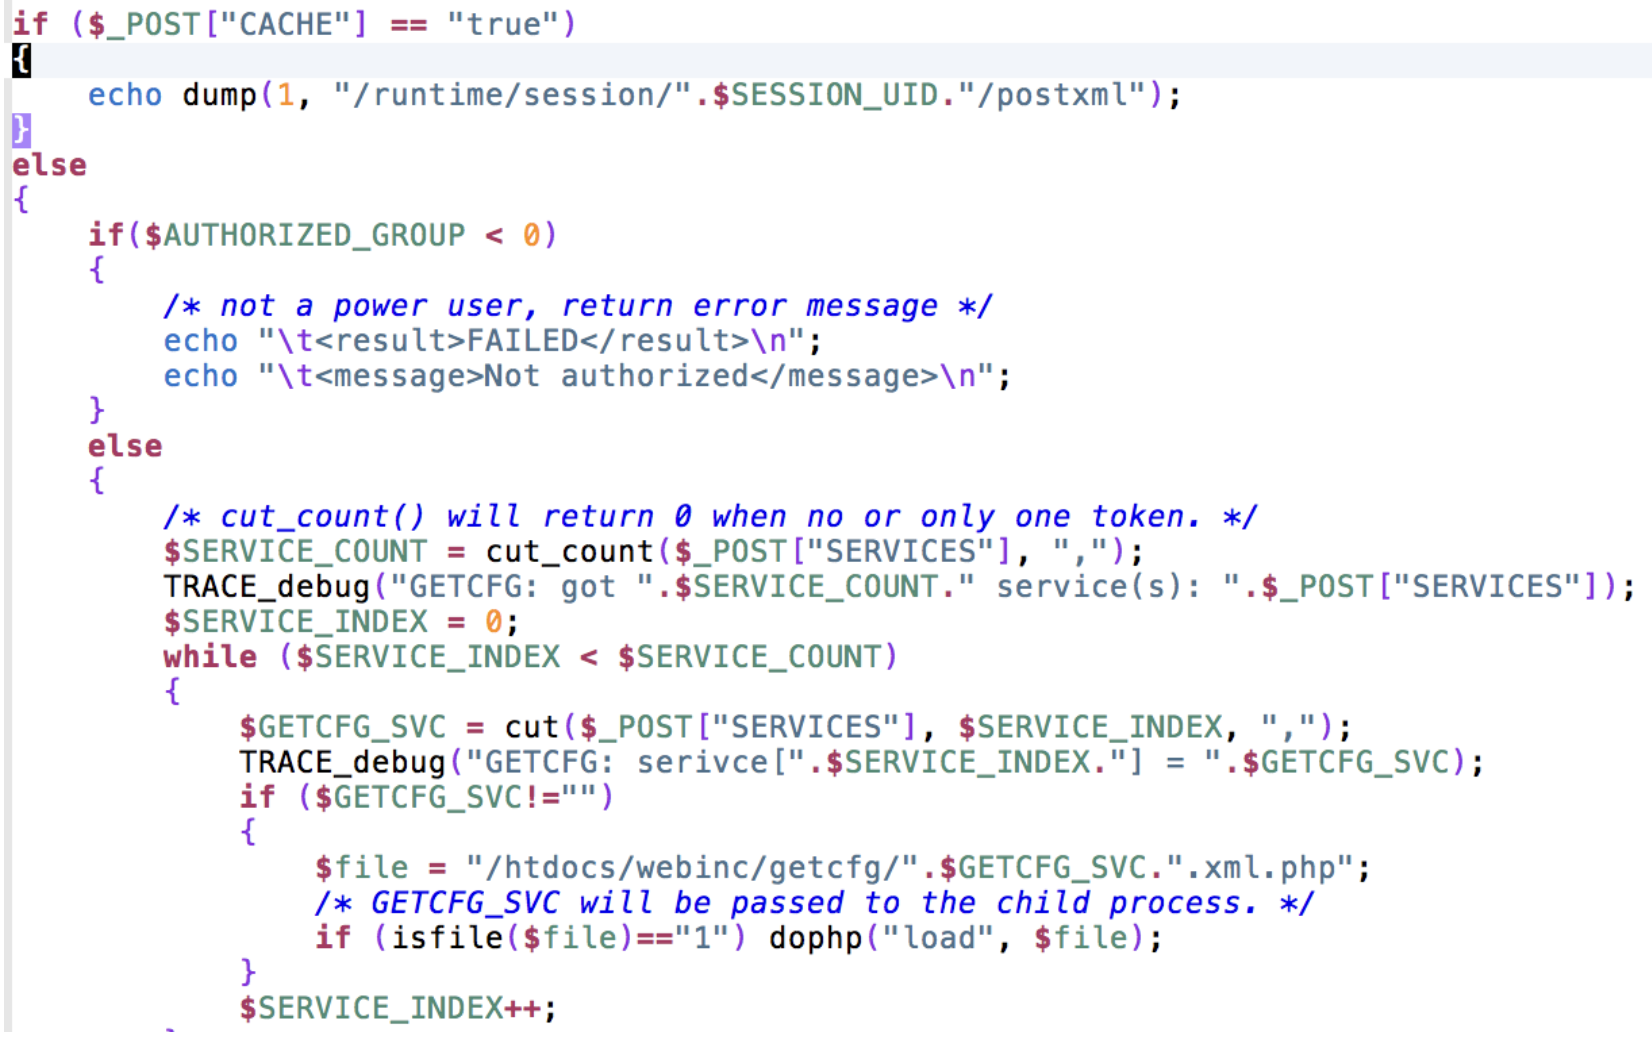 if ($_POST["CACHE"] == "true")
{
    echo dump(1, "/runtime/session/".$SESSION_UID."/postxml");
}
else
{
    if($AUTHORIZED_GROUP < 0)
    {
        /* not a power user, return error message */
        echo "\t<result>FAILED</result>\n";
        echo "\t<message>Not authorized</message>\n";
    }
    else
    {
        /* cut_count() will return 0 when no or only one token. */
        $SERVICE_COUNT = cut_count($_POST["SERVICES"], ",");
        TRACE_debug("GETCFG: got ".$SERVICE_COUNT." service(s): ".$_POST["SERVICES"]);
        $SERVICE_INDEX = 0;
        while ($SERVICE_INDEX < $SERVICE_COUNT)
        {
            $GETCFG_SVC = cut($_POST["SERVICES"], $SERVICE_INDEX, ",");
            TRACE_debug("GETCFG: serivce[".$SERVICE_INDEX."] = ".$GETCFG_SVC);
            if ($GETCFG_SVC!="")
            {
                $file = "/htdocs/webinc/getcfg/".$GETCFG_SVC.".xml.php";
                /* GETCFG_SVC will be passed to the child process. */
                if (isfile($file)=="1") dophp("load", $file);
            }
            $SERVICE_INDEX++;